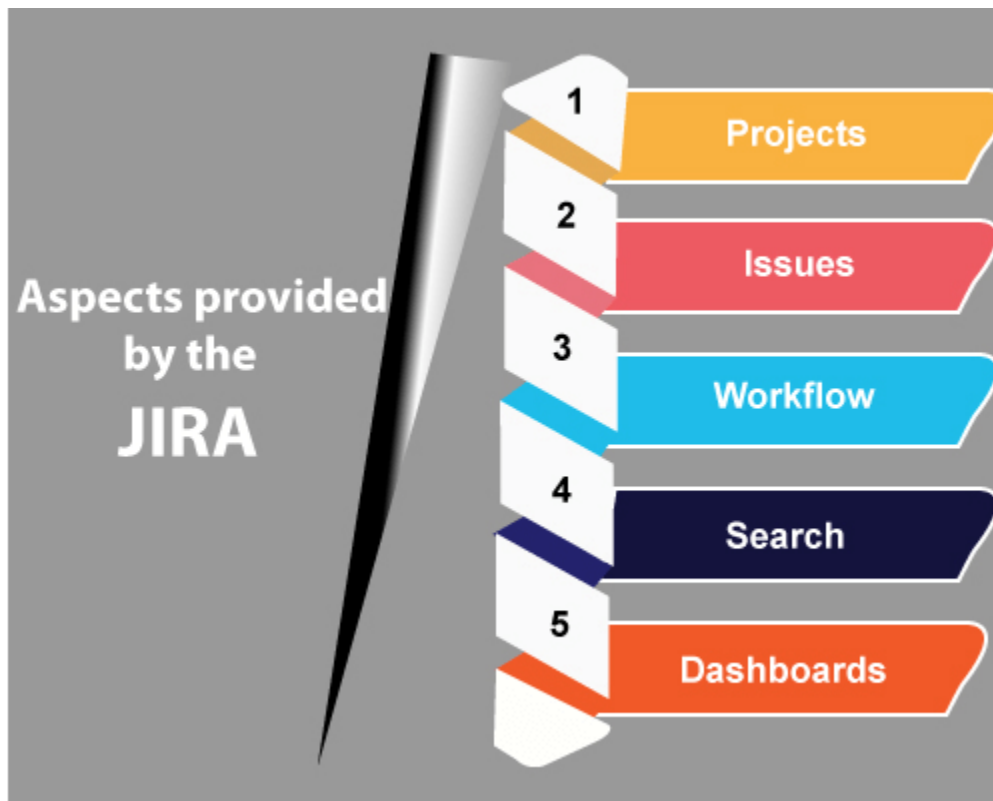 Aspects provided
by the
JIRA
1
Projects
2
Issues
3
Workflow
4
Search
5
Dashboards